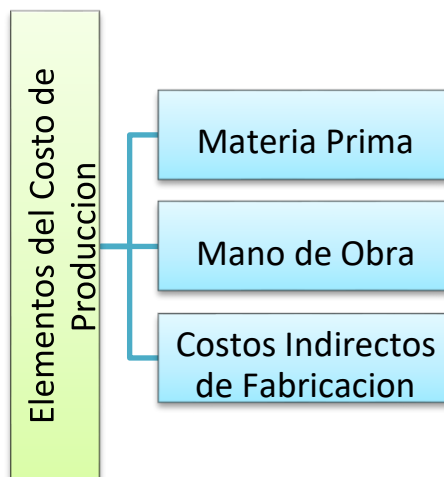 Elementos del Costo de
Produccion
Materia Prima
Mano de Obra
Costos Indirectos
de Fabricacion